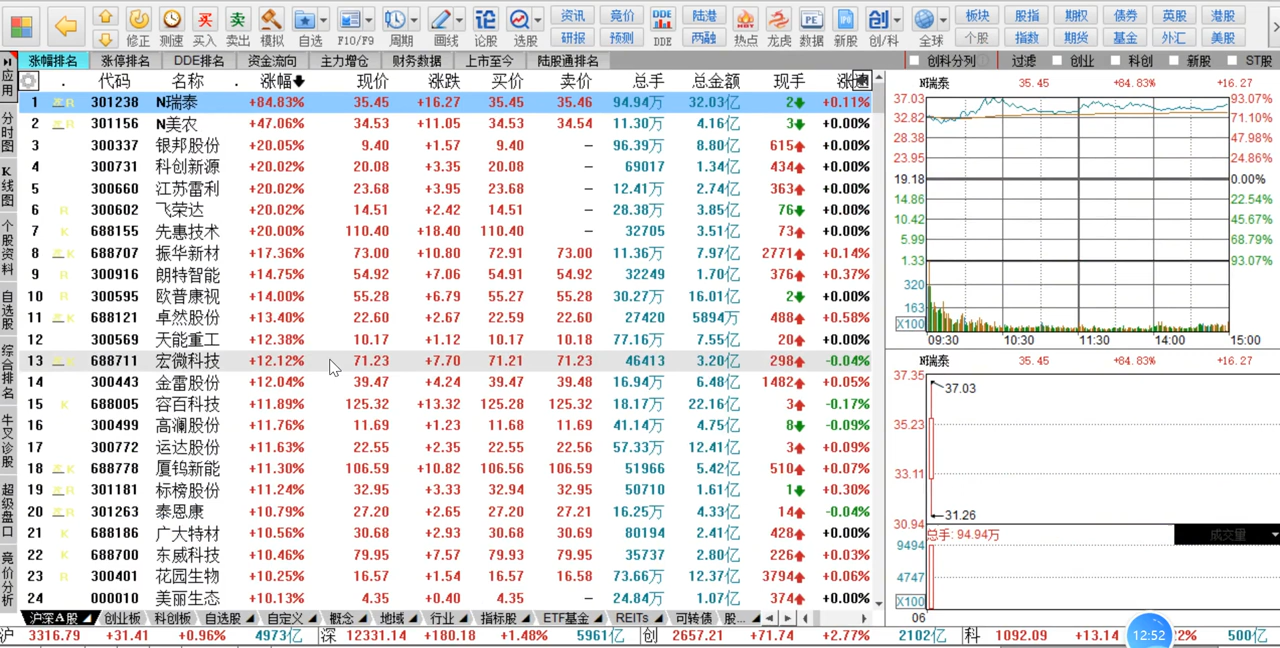 资讯 竞价 DDE 陆港 板块 股指 期权 债券 英股 港股
修正 测速 买入 卖出 模拟 自选 F10/F9 周期 画线 论股 选股 研报 预测 DDE 两融 热点 龙虎 数据 新股 创/科 全球 个股 指数 期货 基金 外汇 美股
涨幅排名 涨停排名 DDE排名 资金流向 主力增仓 财务数据 上市至今 陆股通排名 创科分列 过滤 创业 科创 新股 ST股
应用
分时图
K线图
个股资料
自选股
综合排名
牛叉诊股
超级盘口
竞价分析
代码 名称 涨幅 现价 涨跌 买价 卖价 总手 总金额 现手
1 R 301238 N瑞泰 +84.83% 35.45 +16.27 35.45 35.46 94.94万 32.03亿 2 +0.11%
2 R 301156 N美农 +47.06% 34.53 +11.05 34.53 34.54 11.30万 4.16亿 3 +0.00%
3 300337 银邦股份 +20.05% 9.40 +1.57 9.40 — 96.39万 8.80亿 615 +0.00%
4 300731 科创新源 +20.02% 20.08 +3.35 20.08 — 69017 1.34亿 434 +0.00%
5 300660 江苏雷利 +20.02% 23.68 +3.95 23.68 — 12.41万 2.74亿 363 +0.00%
6 R 300602 飞荣达 +20.02% 14.51 +2.42 14.51 — 28.38万 3.85亿 76 +0.00%
7 K 688155 先惠技术 +20.00% 110.40 +18.40 110.40 — 32705 3.51亿 73 +0.00%
8 K 688707 振华新材 +17.36% 73.00 +10.80 72.91 73.00 11.36万 7.97亿 2771 +0.14%
9 R 300916 朗特智能 +14.75% 54.92 +7.06 54.91 54.92 32249 1.70亿 376 +0.37%
10 R 300595 欧普康视 +14.00% 55.28 +6.79 55.27 55.28 30.27万 16.01亿 2 +0.00%
11 K 688121 卓然股份 +13.40% 22.60 +2.67 22.59 22.60 27420 5894万 488 +0.58%
12 300569 天能重工 +12.38% 10.17 +1.12 10.17 10.18 77.16万 7.55亿 20 +0.00%
13 688711 宏微科技 +12.12% 71.23 +7.70 71.21 71.23 46413 3.20亿 298 -0.04%
14 300443 金雷股份 +12.04% 39.47 +4.24 39.47 39.48 16.94万 6.48亿 1482 +0.05%
15 K 688005 容百科技 +11.89% 125.32 +13.32 125.28 125.32 18.17万 22.16亿 3 -0.17%
16 300499 高澜股份 +11.76% 11.69 +1.23 11.68 11.69 41.14万 4.75亿 8 -0.09%
17 300772 运达股份 +11.63% 22.55 +2.35 22.55 22.56 57.33万 12.41亿 3 +0.09%
18 K 688778 厦钨新能 +11.30% 106.59 +10.82 106.56 106.59 51966 5.42亿 510 +0.07%
19 R 301181 标榜股份 +11.24% 32.95 +3.33 32.94 32.95 50710 1.61亿 1 +0.30%
20 R 301263 泰恩康 +10.79% 27.20 +2.65 27.20 27.21 16.25万 4.33亿 14 -0.04%
21 K 688186 广大特材 +10.56% 30.68 +2.93 30.68 30.69 80194 2.41亿 428 +0.00%
22 K 688700 东威科技 +10.46% 79.95 +7.57 79.93 79.95 35737 2.80亿 226 +0.03%
23 R 300401 花园生物 +10.25% 16.57 +1.54 16.57 16.58 73.66万 12.37亿 3794 +0.06%
24 000010 美丽生态 +10.13% 4.35 +0.40 4.35 4.35 24.84万 1.07亿 374 +0.00%
N瑞泰 35.45 +84.83% +16.27
37.03 93.07%
32.82 71.10%
28.38 47.98%
23.95 24.86%
19.18 0.00%
14.86 22.54%
10.42 45.67%
5.99 68.79%
1.33 93.07%
320
163
X100
09:30 10:30 11:30 14:00 15:00
N瑞泰 35.45 +84.83% +16.27
37.35
37.03
35.23
33.11
31.26
30.94
总手: 94.94万 成交量
9494
4747
X100
06
沪深A股 创业板 科创板 自选股 自定义 概念 地域 行业 指标股 ETF基金 REITs 可转债 股...
沪 3316.79 +31.41 +0.96% 4973亿 深 12331.14 +180.18 +1.48% 5961亿 创 2657.21 +71.74 +2.77% 2102亿 科 1092.09 +13.14 12:52 22% 500亿